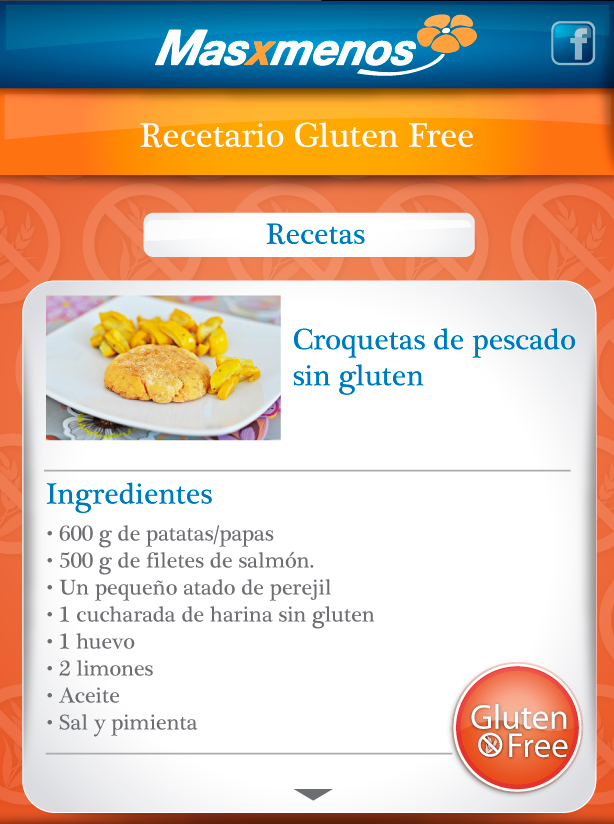 Masxmenos
f
Recetario Gluten Free
Recetas
Croquetas de pescado
sin gluten
Ingredientes
• 600 g de patatas/papas
• 500 g de filetes de salmón.
• Un pequeño atado de perejil
• 1 cucharada de harina sin gluten
• 1 huevo
• 2 limones
• Aceite
• Sal y pimienta
Gluten
Free